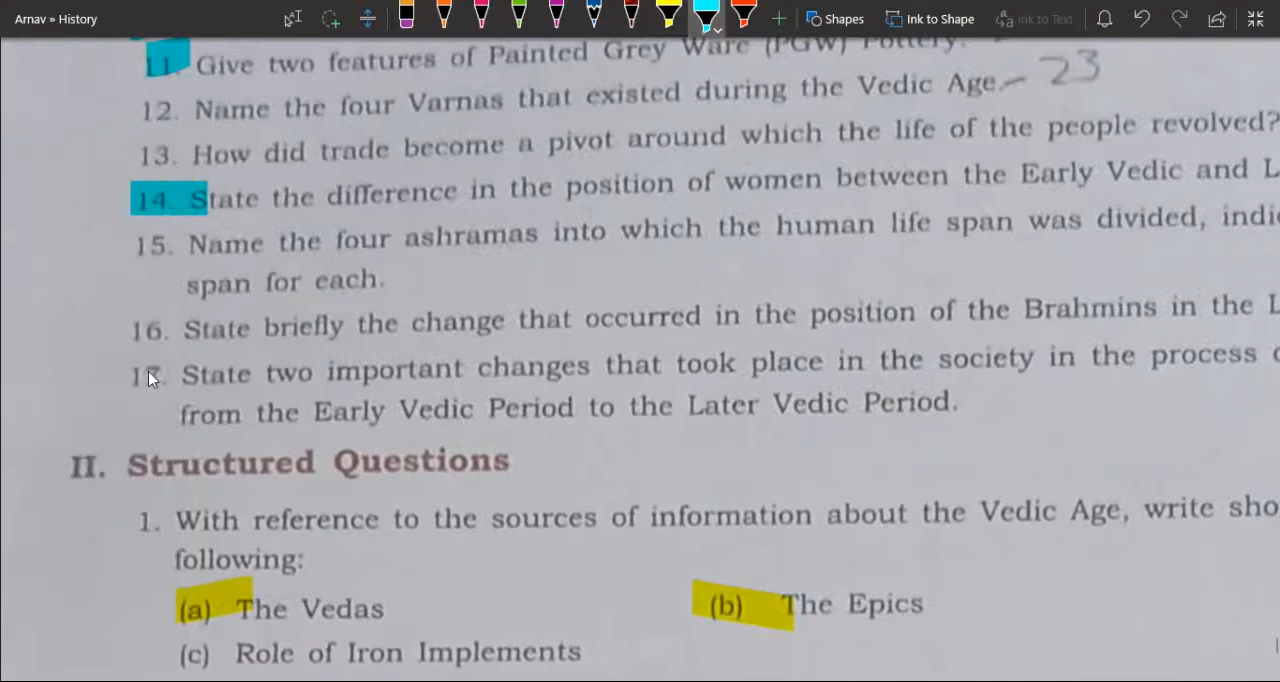 Arnav » History
Shapes
Ink to Shape
Ink to Text
11. Give two features of Painted Grey Ware (PGW) Pottery.
12. Name the four Varnas that existed during the Vedic Age. – 23
13. How did trade become a pivot around which the life of the people revolved?
14. State the difference in the position of women between the Early Vedic and L
15. Name the four ashramas into which the human life span was divided, indi
span for each.
16. State briefly the change that occurred in the position of the Brahmins in the
17. State two important changes that took place in the society in the process
from the Early Vedic Period to the Later Vedic Period.
II. Structured Questions
1. With reference to the sources of information about the Vedic Age, write sho
following:
(a) The Vedas
(b) The Epics
(c) Role of Iron Implements